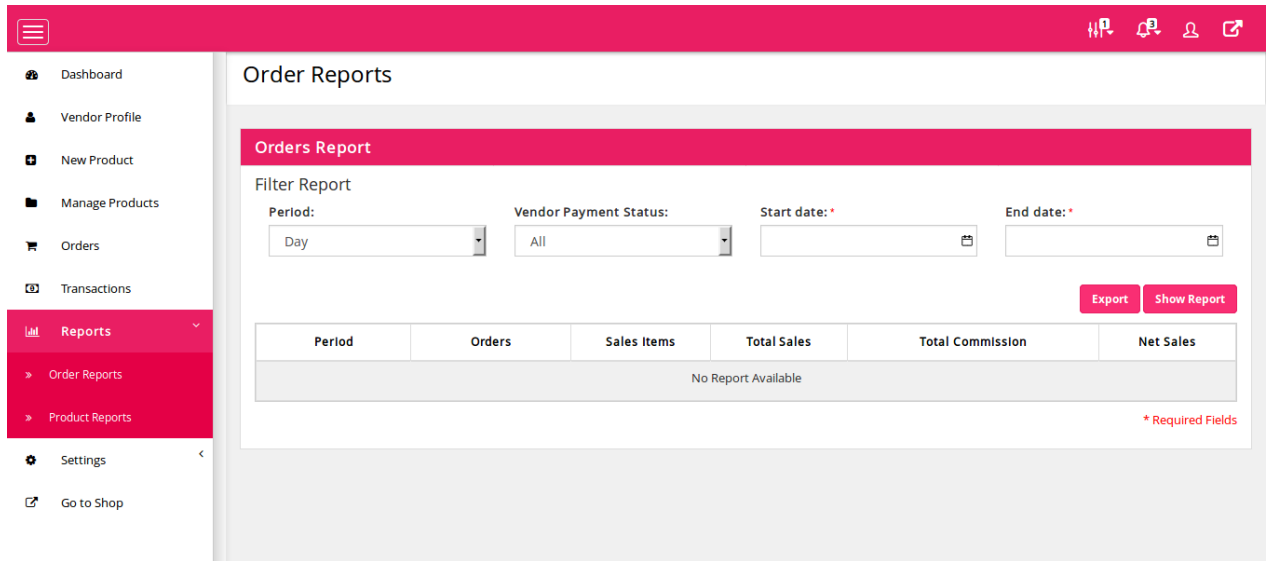 1
3
Dashboard
Vendor Profile
New Product
Manage Products
Orders
Transactions
Reports
Order Reports
Product Reports
Settings
Go to Shop
Order Reports
Orders Report
Filter Report
Period: Vendor Payment Status: Start date: * End date: *
Day All
Export Show Report
Period Orders Sales Items Total Sales Total Commission Net Sales
No Report Available
* Required Fields